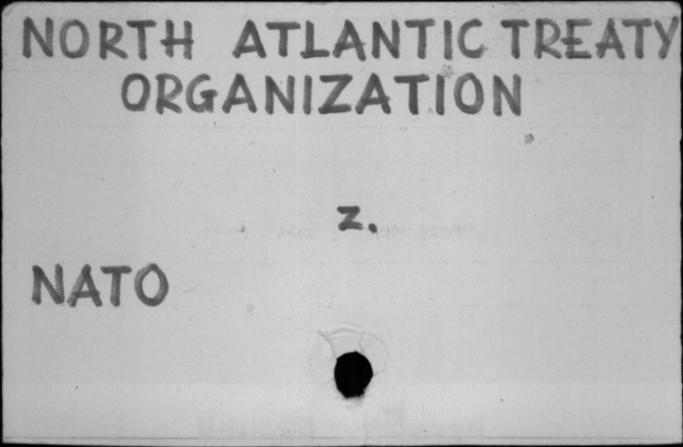 NORTH ATLANTIC TREATY
ORGANIZATION
z.
NATO